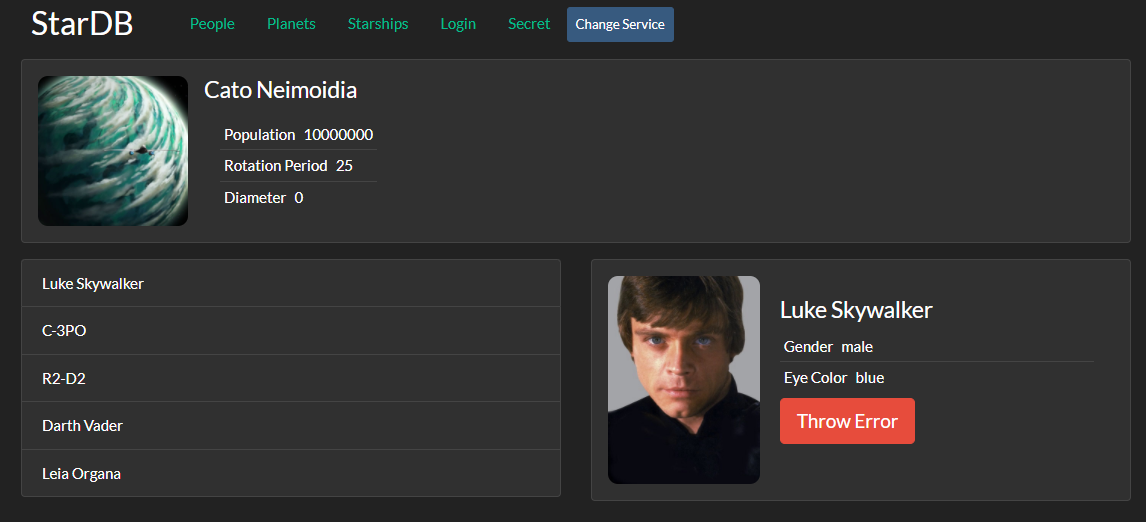 StarDB People Planets Starships Login Secret Change Service
Cato Neimoidia
Population 10000000
Rotation Period 25
Diameter 0
Luke Skywalker
C-3PO
R2-D2
Darth Vader
Leia Organa
Luke Skywalker
Gender male
Eye Color blue
Throw Error